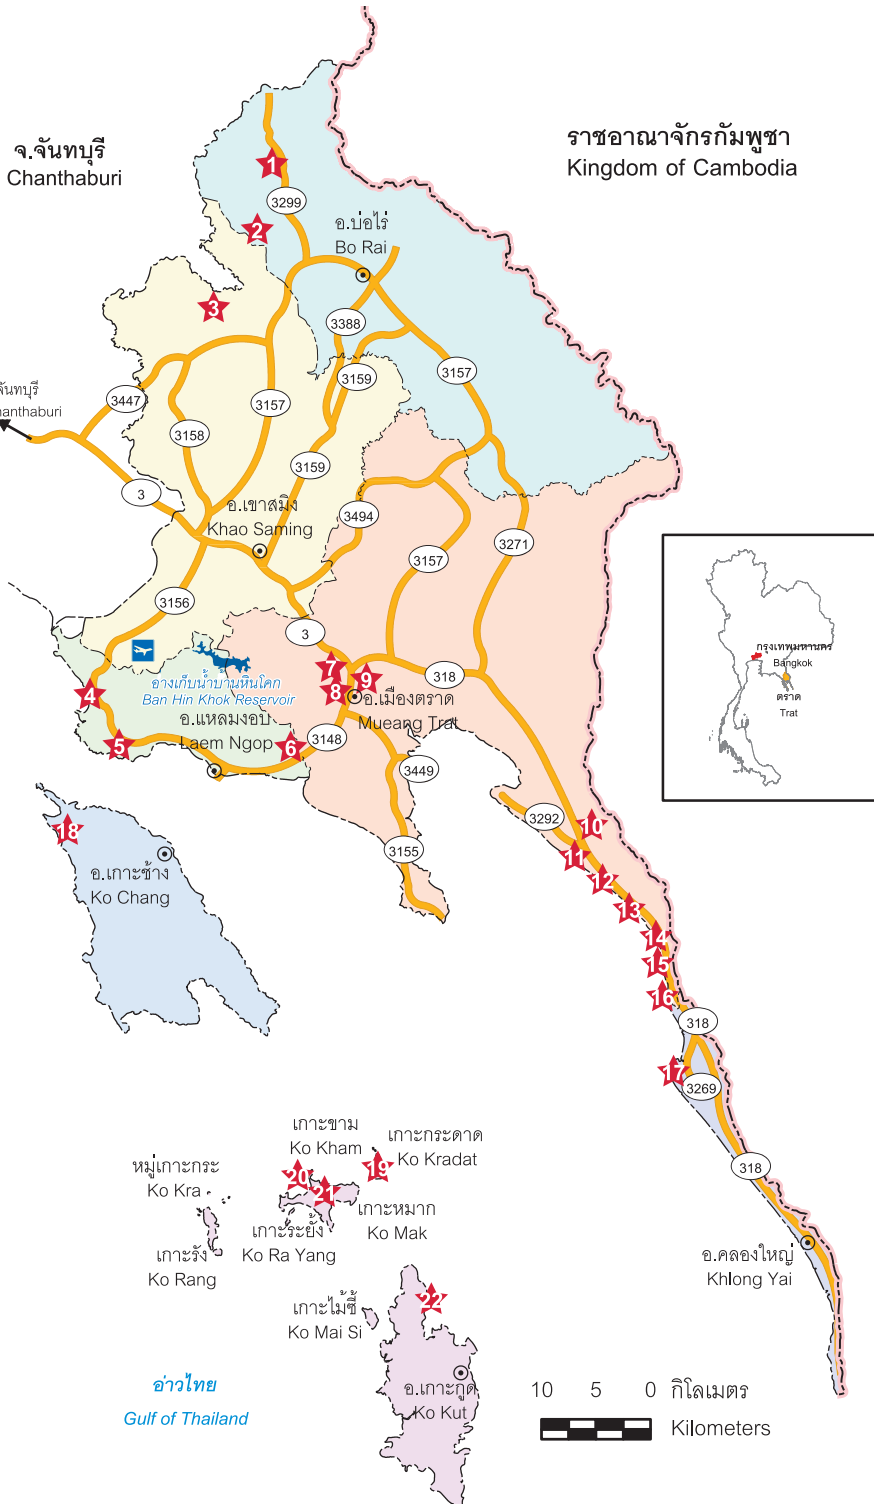 จ.จันทบุรี
Chanthaburi
ราชอาณาจักรกัมพูชา
Kingdom of Cambodia
1
3299
2
อ.บ่อไร่
Bo Rai
3
3388
3159
3157
จันทบุรี
hanthaburi
3447
3157
3158
3159
3
อ.เขาสมิง
Khao Saming
3494
3271
3157
3156
3
กรุงเทพมหานคร
Bangkok
ตราด
Trat
อ่างเก็บน้ำบ้านหินโคก
Ban Hin Khok Reservoir
7
8
9
318
4
อ.เมืองตราด
Mueang Trat
อ.แหลมงอบ
Laem Ngop
5
6
3148
3449
3292
10
11
3155
12
13
14
15
16
18
อ.เกาะช้าง
Ko Chang
318
17
3269
318
เกาะขาม
Ko Kham
เกาะกระดาด
Ko Kradat
หมู่เกาะกระ
Ko Kra
19
20
21
เกาะหมาก
Ko Mak
เกาะระยั้ง
Ko Ra Yang
เกาะรัง
Ko Rang
อ.คลองใหญ่
Khlong Yai
22
เกาะไม้ซี้
Ko Mai Si
อ.เกาะกูด
Ko Kut
อ่าวไทย
Gulf of Thailand
10 5 0 กิโลเมตร
Kilometers